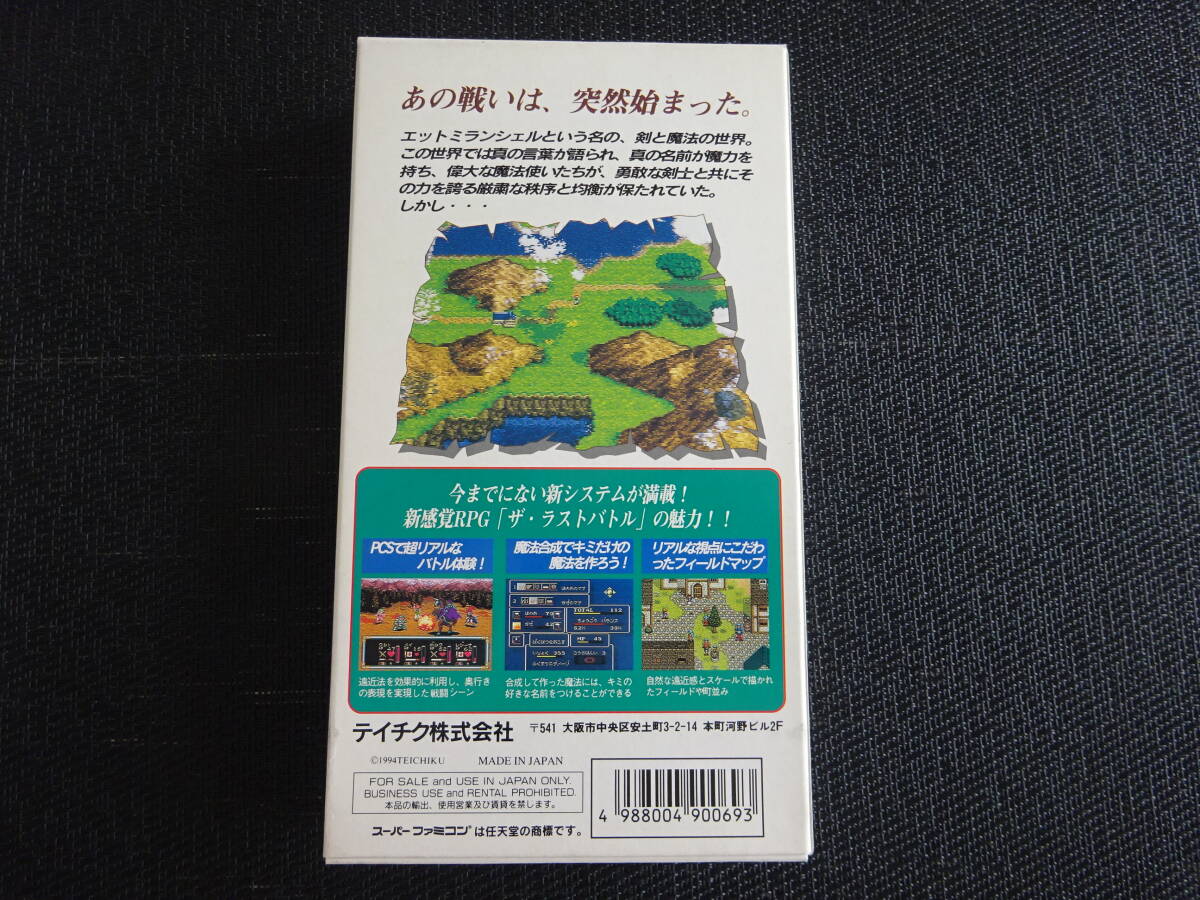 あの戦いは、突然始まった。
エットミランシェルという名の、剣と魔法の世界。
この世界では真の言葉が語られ、真の名前が魔力を
持ち、偉大な魔法使いたちが、勇敢な剣士と共にそ
の力を誇る厳粛な秩序と均衡が保たれていた。
しかし・・・
今までにない新システムが満載！
新感覚RPG「ザ・ラストバトル」の魅力！！
PCSで超リアルな
バトル体験！
魔法合成でキミだけの
魔法を作ろう！
リアルな視点にこだわ
ったフィールドマップ
TOTAL 112
遠近法を効果的に利用し、奥行き
の表現を実現した戦闘シーン
合成して作った魔法には、キミの
好きな名前をつけることができる
自然な遠近感とスケールで描かれ
たフィールドや町並み
テイチク株式会社 〒541 大阪市中央区安土町3-2-14 本町河野ビル2F
©1994TEICHIKU MADE IN JAPAN
FOR SALE and USE IN JAPAN ONLY.
BUSINESS USE and RENTAL PROHIBITED.
本品の輸出、使用営業及び賃貸を禁じます。
スーパーファミコン®は任天堂の商標です。
4 988004 900693